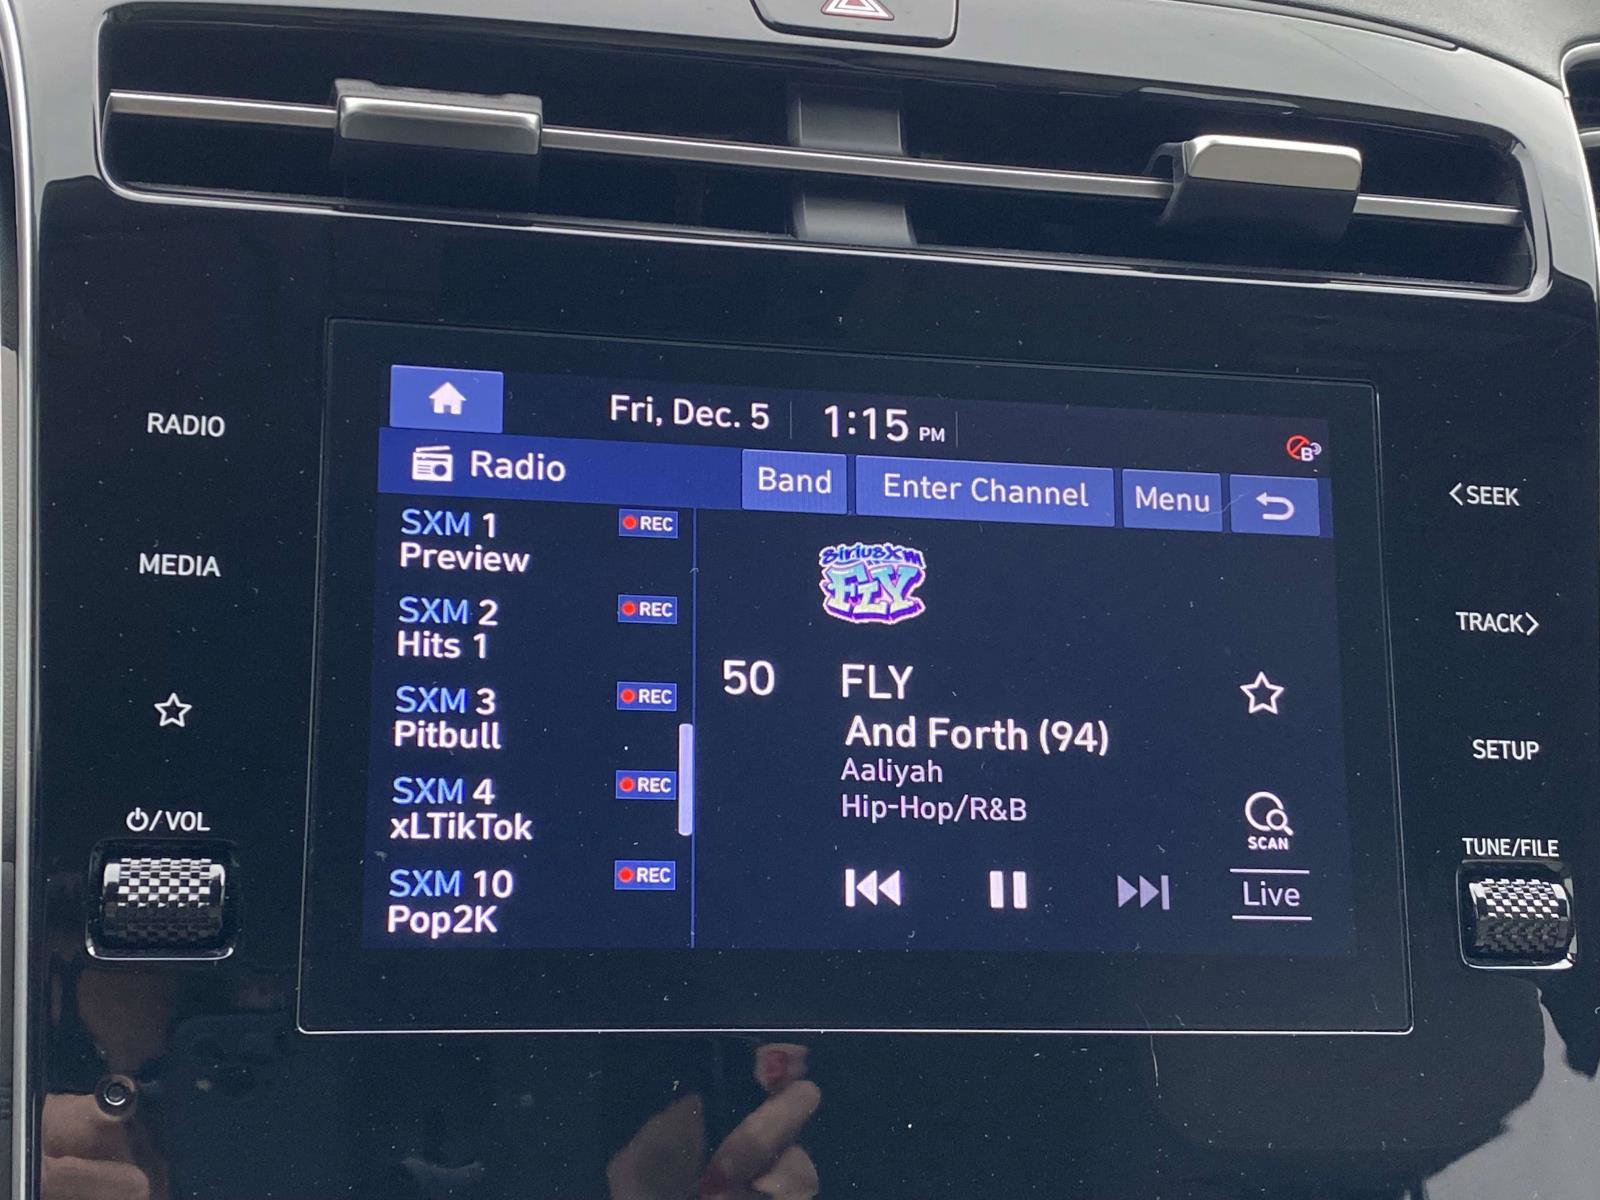 Fri, Dec. 5
1:15 PM
B
Radio
Band
Enter Channel
Menu
SXM 1
REC
Preview
SXM 2
REC
Hits 1
SXM 3
REC
Pitbull
SXM 4
REC
xLTikTok
SXM 10
REC
Pop2K
SiriusXM
FLY
50
FLY
And Forth (94)
Aaliyah
Hip-Hop/R&B
SCAN
Live
RADIO
MEDIA
/VOL
<SEEK
TRACK>
SETUP
TUNE/FILE